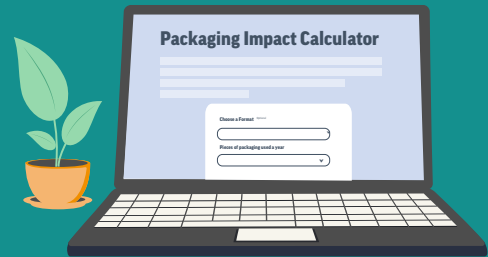 Packaging Impact Calculator
Choose a Format
Pieces of packaging used a year